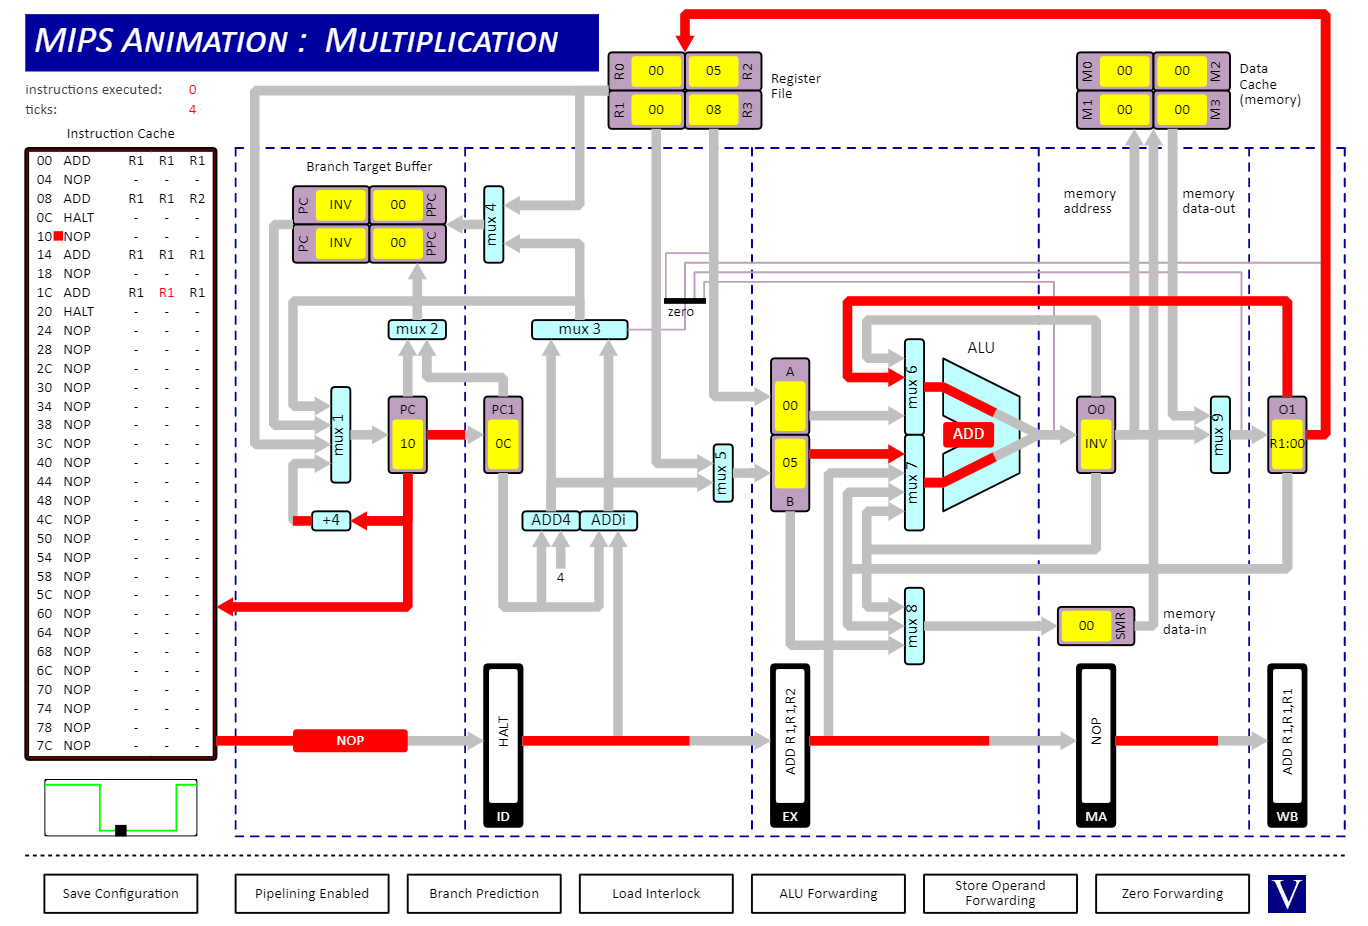 MIPS ANIMATION : MULTIPLICATION
instructions executed: 0
ticks: 4
Instruction Cache
00 ADD R1 R1 R1
04 NOP - - -
08 ADD R1 R1 R2
0C HALT - - -
10 NOP - - -
14 ADD R1 R1 R1
18 NOP - - -
1C ADD R1 R1 R1
20 HALT - - -
24 NOP - - -
28 NOP - - -
2C NOP - - -
30 NOP - - -
34 NOP - - -
38 NOP - - -
3C NOP - - -
40 NOP - - -
44 NOP - - -
48 NOP - - -
4C NOP - - -
50 NOP - - -
54 NOP - - -
58 NOP - - -
5C NOP - - -
60 NOP - - -
64 NOP - - -
68 NOP - - -
6C NOP - - -
70 NOP - - -
74 NOP - - -
78 NOP - - -
7C NOP - - -
R0 00 05 R2
R1 00 08 R3
Register
File
M0 00 00 M2
M1 00 00 M3
Data
Cache
(memory)
Branch Target Buffer
PC INV 00 PPC
PC INV 00 PPC
mux 4
memory
address
memory
data-out
zero
mux 2
mux 3
mux 1
PC
10
PC1
0C
+4
ADD4
ADDi
4
mux 5
A
00
05
B
mux 6
mux 7
ALU
ADD
O0
INV
mux 9
O1
R1:00
mux 8
00 SMR
memory
data-in
NOP
HALT
ID
ADD R1,R1,R2
EX
NOP
MA
ADD R1,R1,R1
WB
Save Configuration
Pipelining Enabled
Branch Prediction
Load Interlock
ALU Forwarding
Store Operand
Forwarding
Zero Forwarding
V